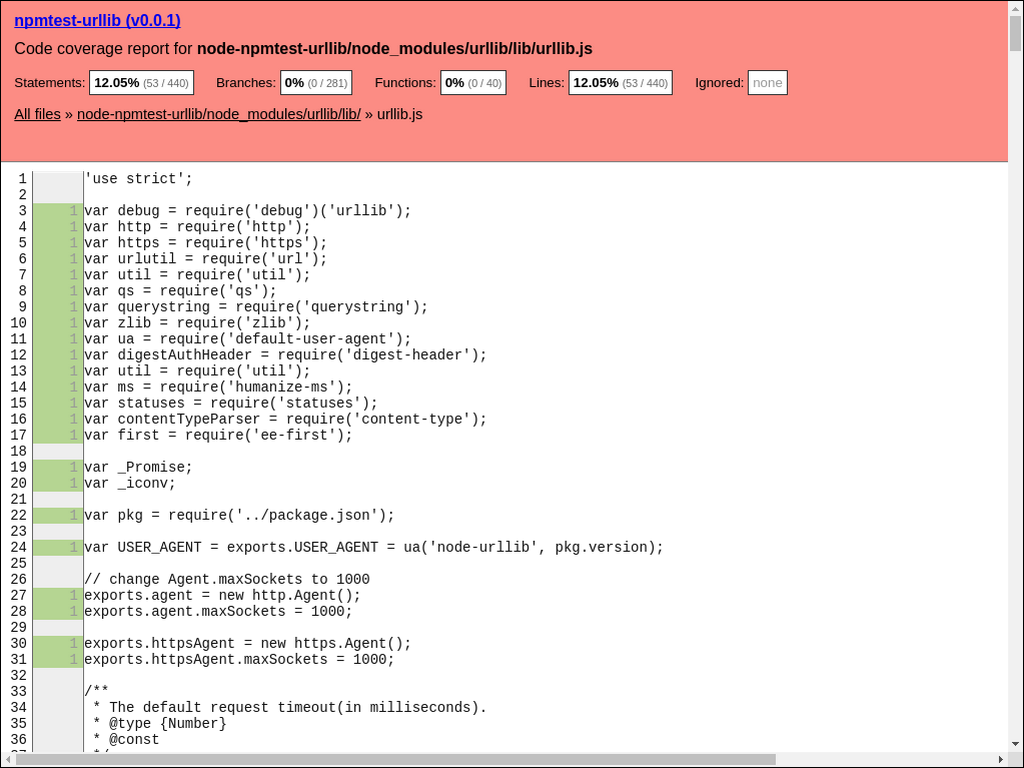 npmtest-urllib (v0.0.1)
Code coverage report for node-npmtest-urllib/node_modules/urllib/lib/urllib.js
Statements: 12.05% (53 / 440) Branches: 0% (0 / 281) Functions: 0% (0 / 40) Lines: 12.05% (53 / 440) Ignored: none
All files » node-npmtest-urllib/node_modules/urllib/lib/ » urllib.js
1 'use strict';
2
3 1 var debug = require('debug')('urllib');
4 1 var http = require('http');
5 1 var https = require('https');
6 1 var urlutil = require('url');
7 1 var util = require('util');
8 1 var qs = require('qs');
9 1 var querystring = require('querystring');
10 1 var zlib = require('zlib');
11 1 var ua = require('default-user-agent');
12 1 var digestAuthHeader = require('digest-header');
13 1 var util = require('util');
14 1 var ms = require('humanize-ms');
15 1 var statuses = require('statuses');
16 1 var contentTypeParser = require('content-type');
17 1 var first = require('ee-first');
18
19 1 var _Promise;
20 1 var _iconv;
21
22 1 var pkg = require('../package.json');
23
24 1 var USER_AGENT = exports.USER_AGENT = ua('node-urllib', pkg.version);
25
26 // change Agent.maxSockets to 1000
27 1 exports.agent = new http.Agent();
28 1 exports.agent.maxSockets = 1000;
29
30 1 exports.httpsAgent = new https.Agent();
31 1 exports.httpsAgent.maxSockets = 1000;
32
33 /**
34 * The default request timeout(in milliseconds).
35 * @type {Number}
36 * @const